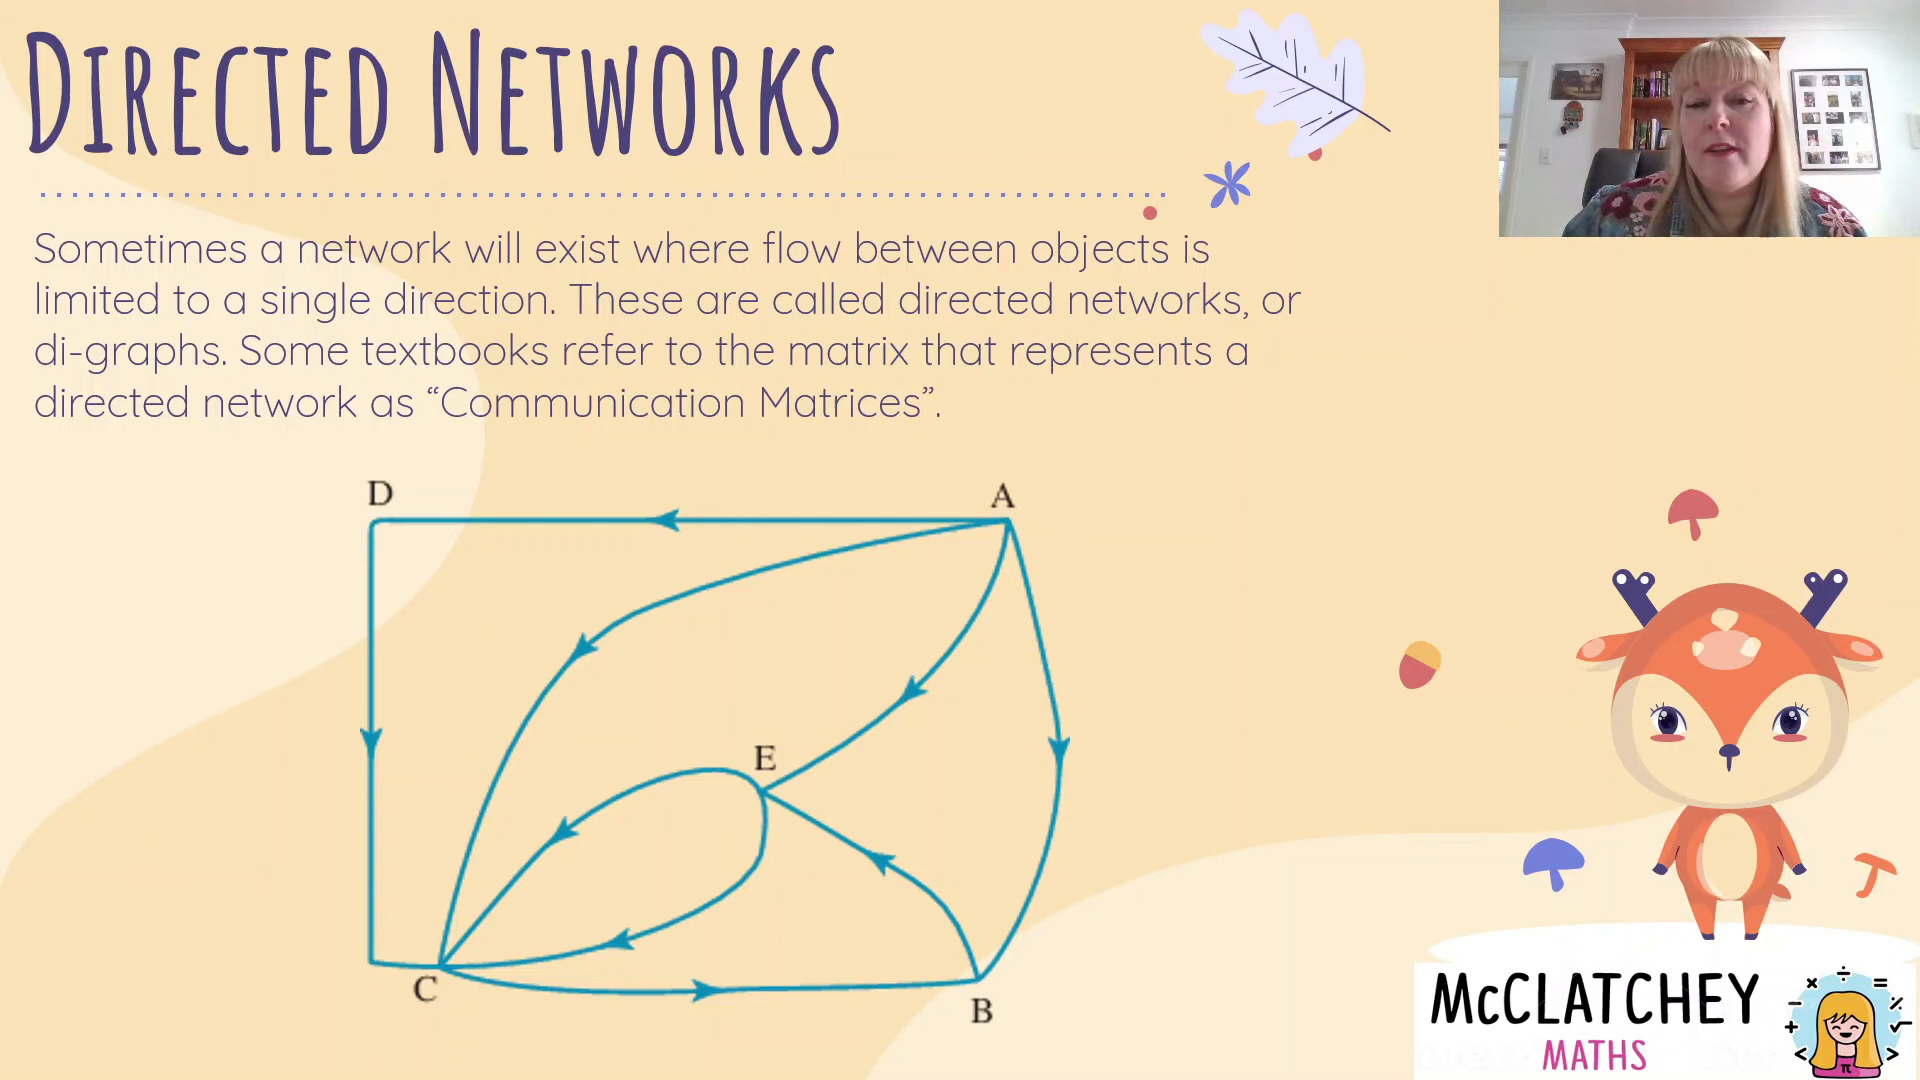 DIRECTED NETWORKS
Sometimes a network will exist where flow between objects is
limited to a single direction. These are called directed networks, or
di-graphs. Some textbooks refer to the matrix that represents a
directed network as “Communication Matrices”.
D
A
E
C
B
McCLATCHEY
MATHS
π